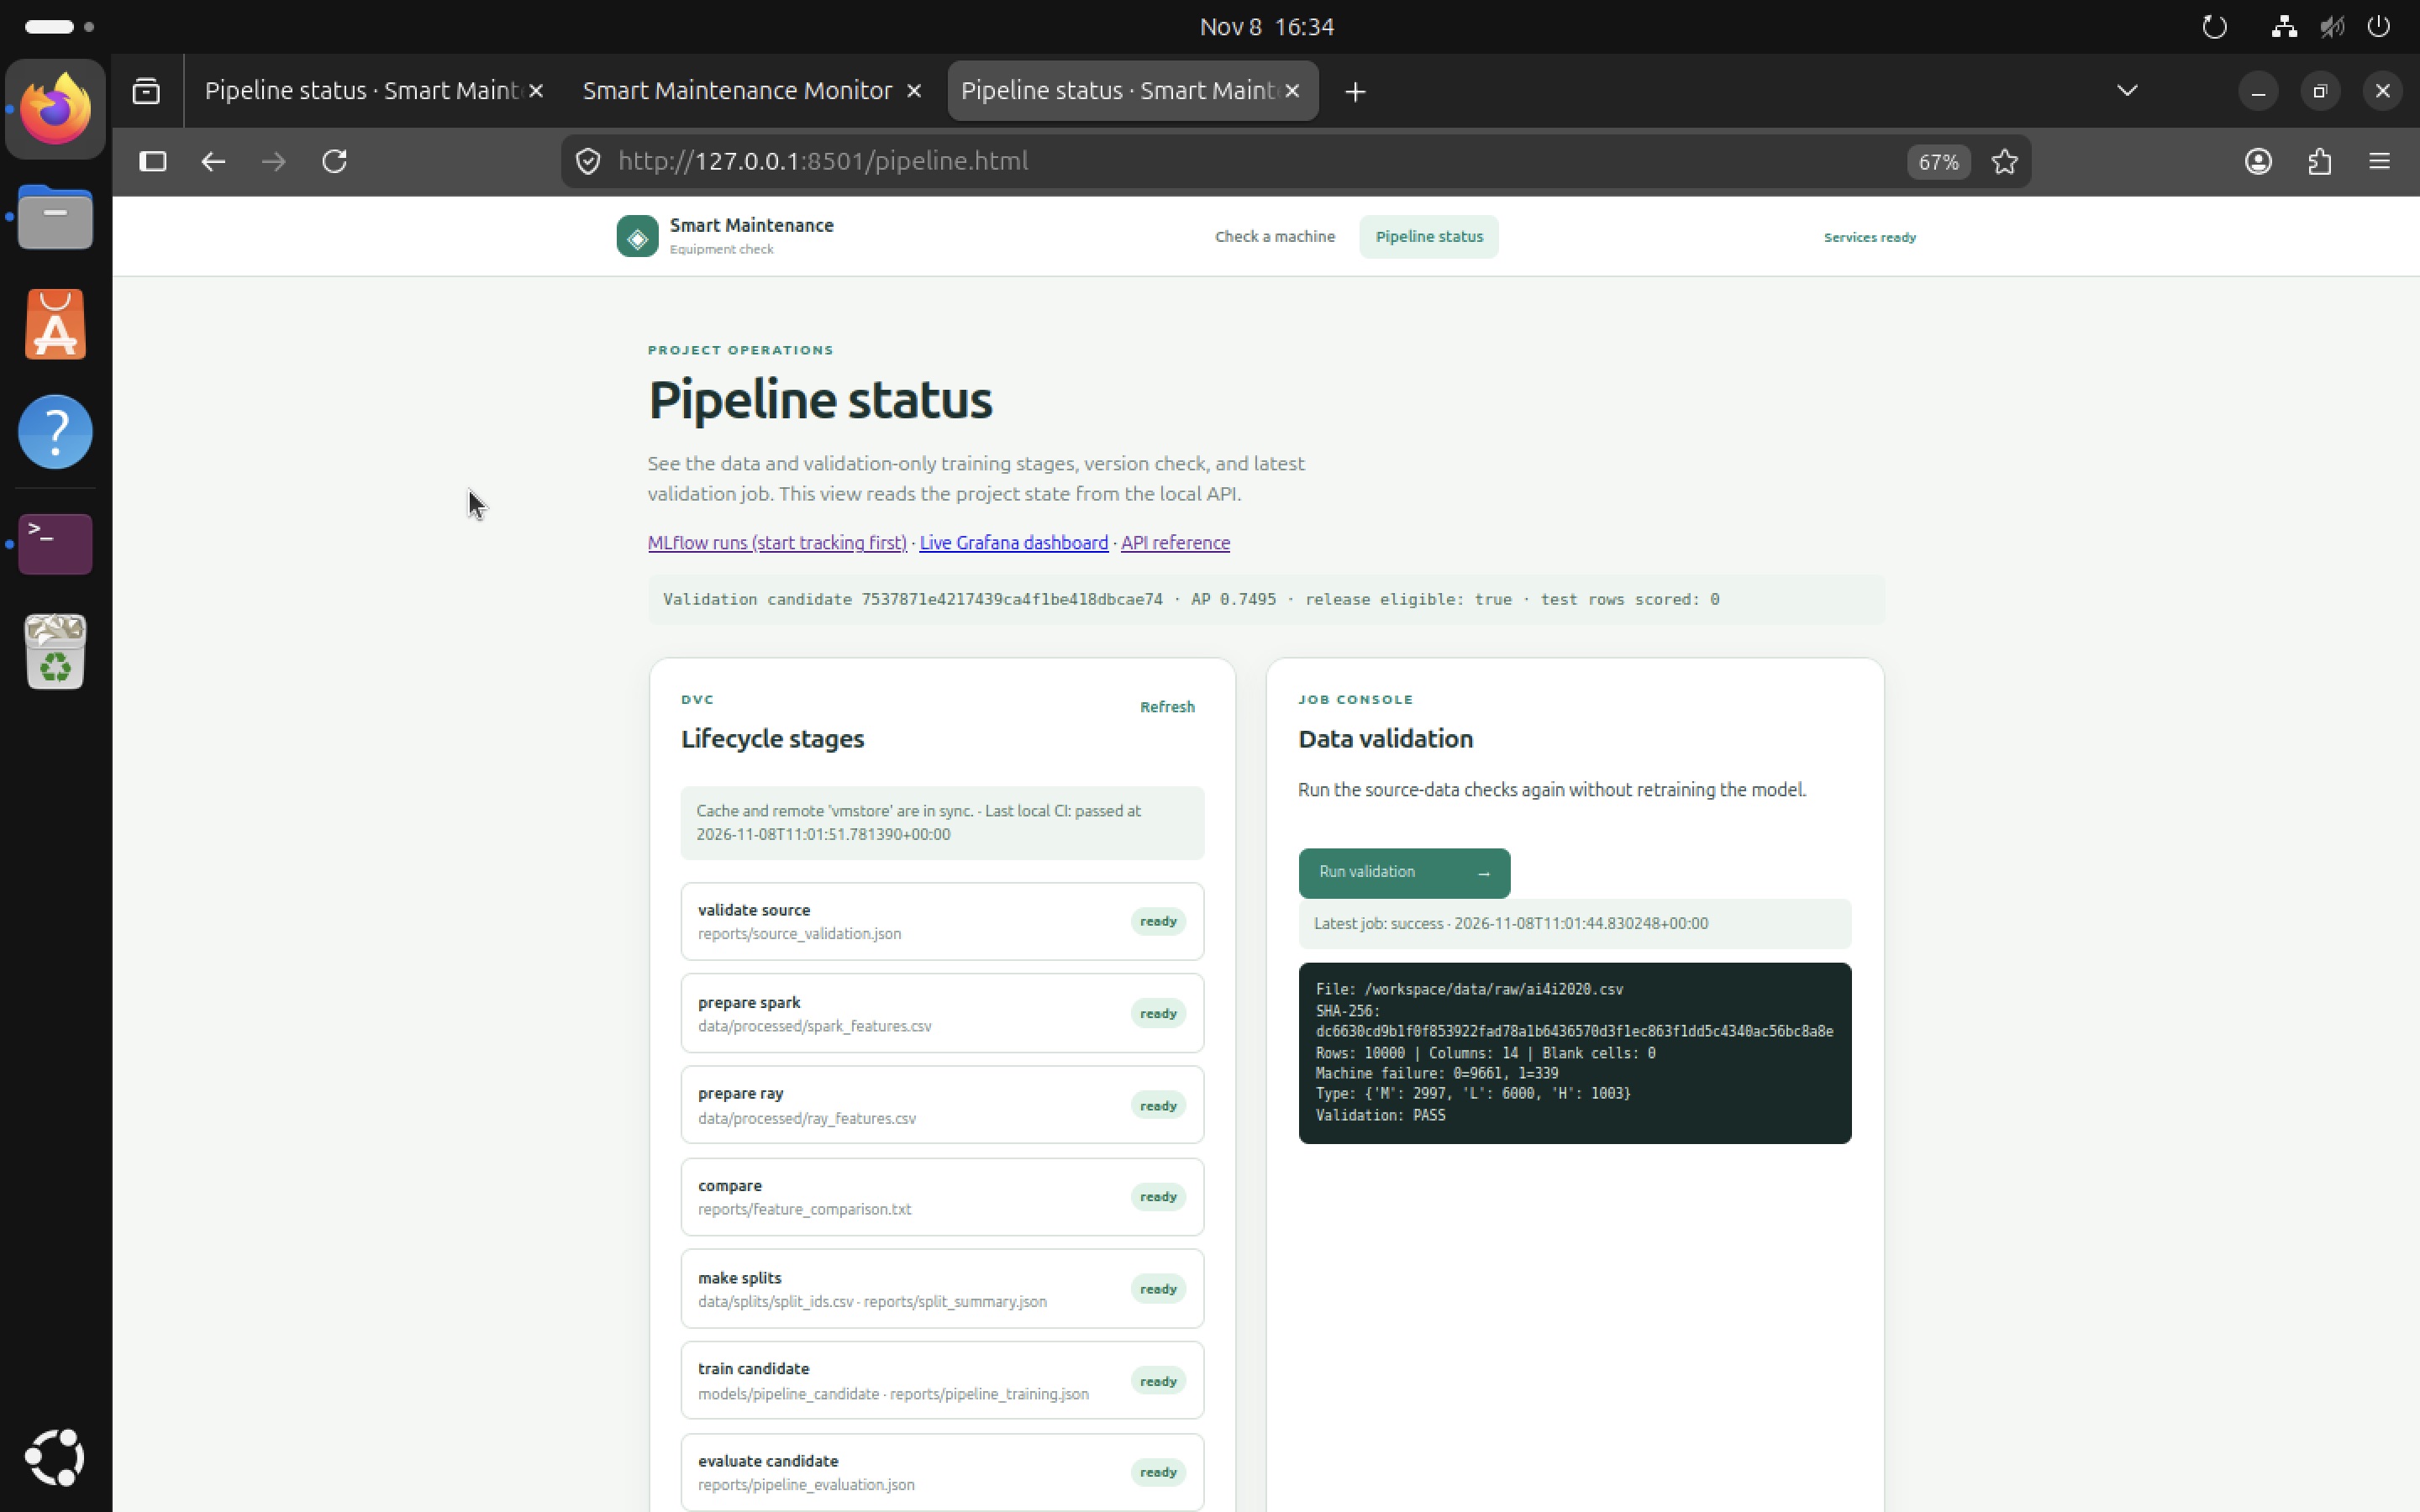 Nov 8 16:34
Pipeline status · Smart Maint
Smart Maintenance Monitor
Pipeline status · Smart Maint
http://127.0.0.1:8501/pipeline.html
67%
Smart Maintenance
Equipment check
Check a machine
Pipeline status
Services ready
PROJECT OPERATIONS
Pipeline status
See the data and validation-only training stages, version check, and latest
validation job. This view reads the project state from the local API.
MLflow runs (start tracking first) · Live Grafana dashboard · API reference
Validation candidate 7537871e4217439ca4f1be418dbcae74 · AP 0.7495 · release eligible: true · test rows scored: 0
DVC
Refresh
Lifecycle stages
Cache and remote 'vmstore' are in sync. · Last local CI: passed at
2026-11-08T11:01:51.781390+00:00
validate source
reports/source_validation.json
ready
prepare spark
data/processed/spark_features.csv
ready
prepare ray
data/processed/ray_features.csv
ready
compare
reports/feature_comparison.txt
ready
make splits
data/splits/split_ids.csv · reports/split_summary.json
ready
train candidate
models/pipeline_candidate · reports/pipeline_training.json
ready
evaluate candidate
reports/pipeline_evaluation.json
ready
JOB CONSOLE
Data validation
Run the source-data checks again without retraining the model.
Run validation →
Latest job: success · 2026-11-08T11:01:44.830248+00:00
File: /workspace/data/raw/ai4i2020.csv
SHA-256:
dc6630cd9b1f0f853922fad78a1b6436570d3f1ec863f1dd5c4340ac56bc8a8e
Rows: 10000 | Columns: 14 | Blank cells: 0
Machine failure: 0=9661, 1=339
Type: {'M': 2997, 'L': 6000, 'H': 1003}
Validation: PASS